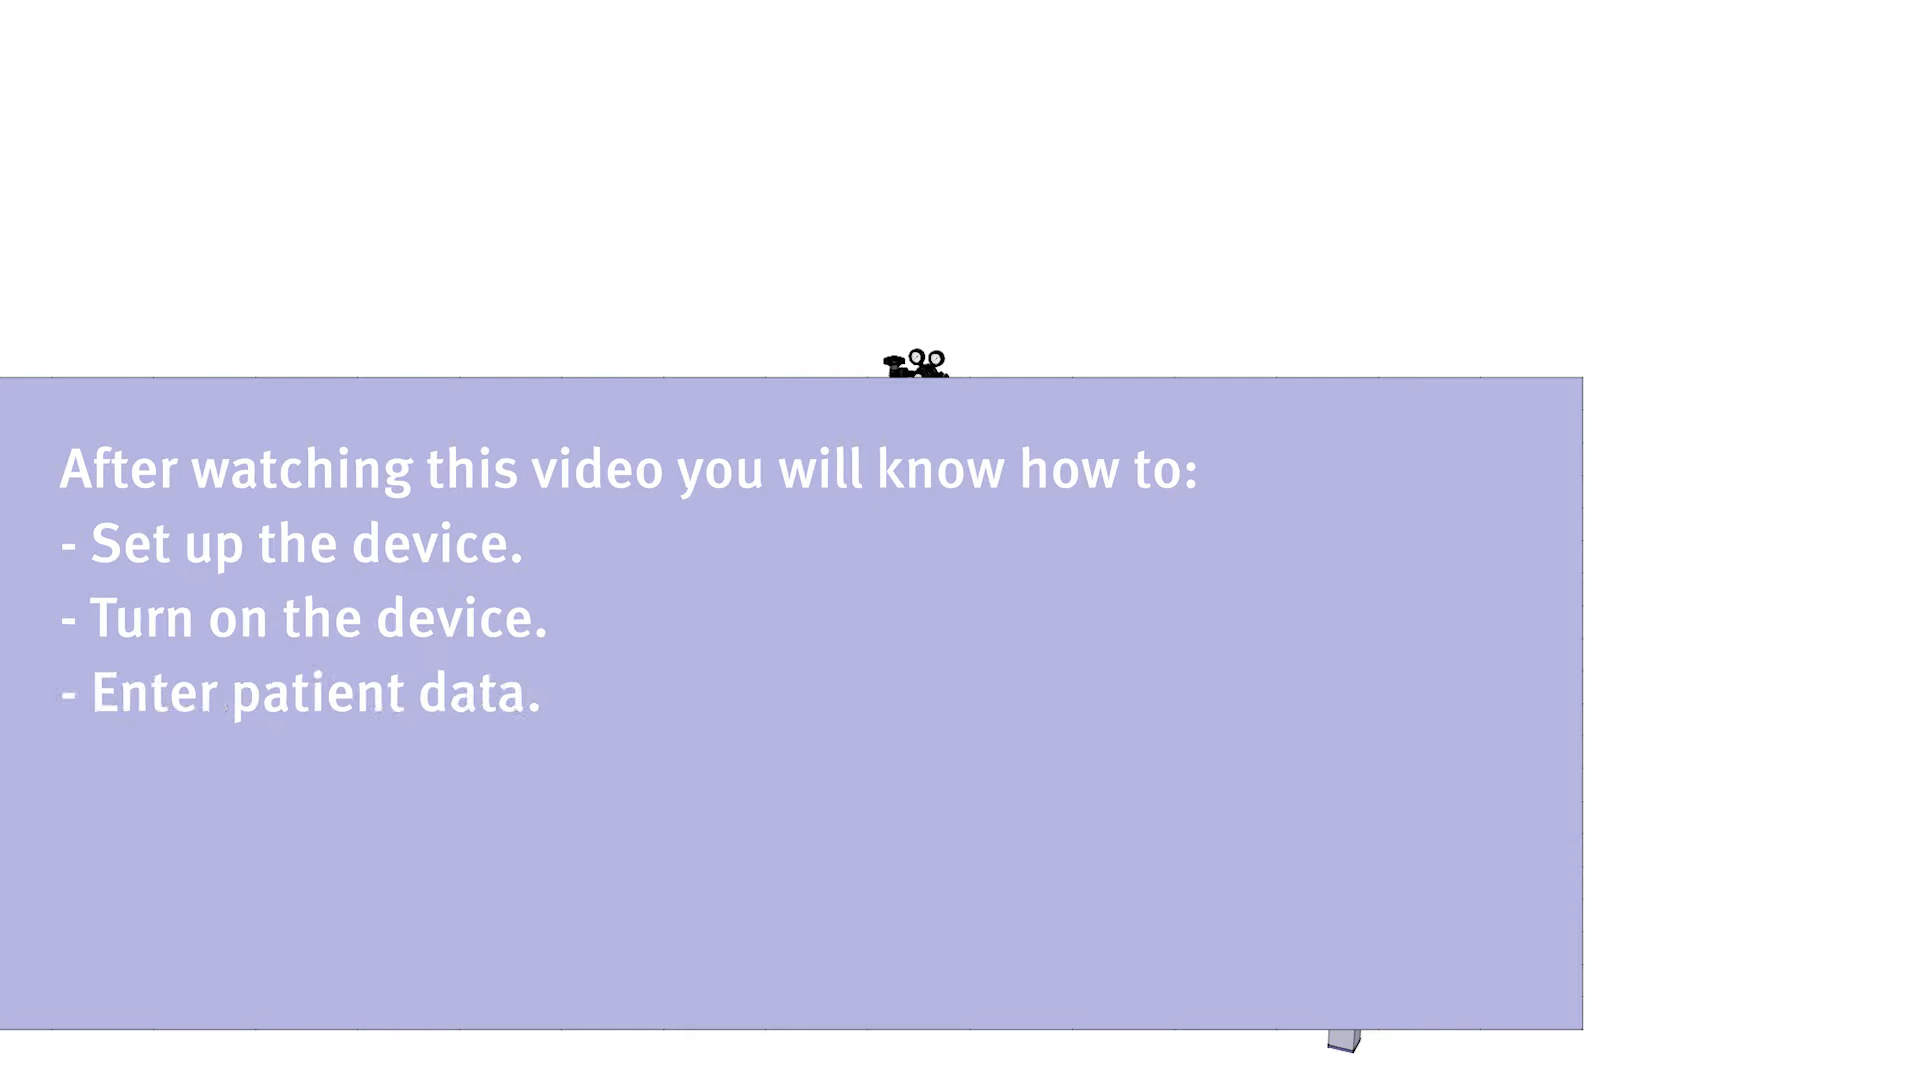 After watching this video you will know how to:
- Set up the device.
- Turn on the device.
- Enter patient data.